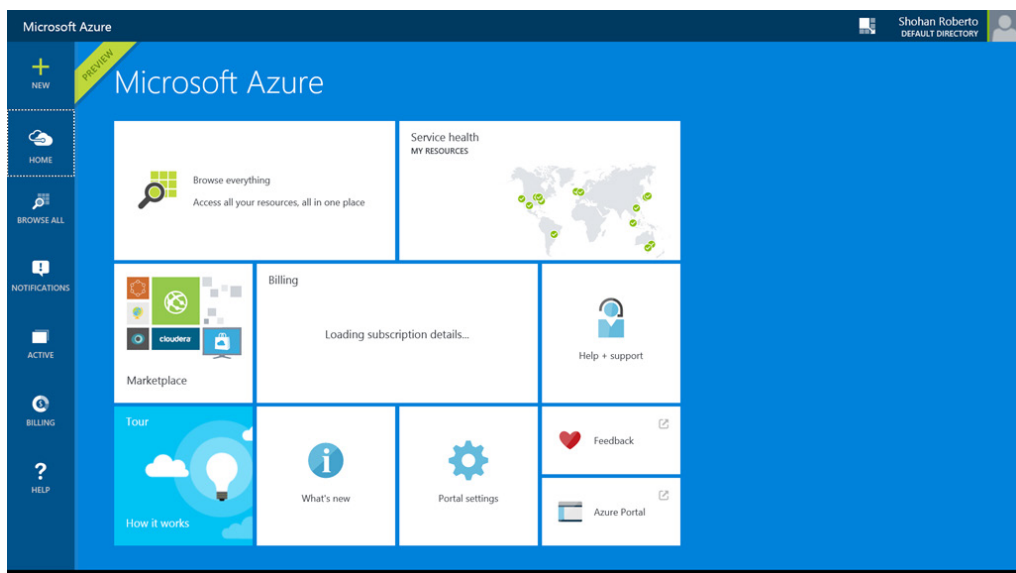 Microsoft Azure
Shohan Roberto
DEFAULT DIRECTORY
NEW
PREVIEW
Microsoft Azure
HOME
BROWSE ALL
NOTIFICATIONS
ACTIVE
BILLING
HELP
Browse everything
Access all your resources, all in one place
Service health
MY RESOURCES
cloudera
Marketplace
Billing
Loading subscription details...
Help + support
Tour
How it works
What's new
Portal settings
Feedback
Azure Portal